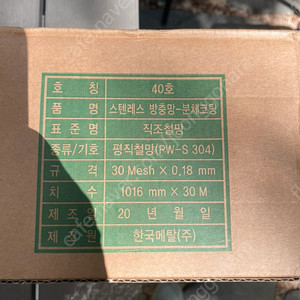 호 칭 40호
품 명 스텐레스 방충망-분체코팅
표 준 명 직조철망
종류/기호 평직철망(PW-S 304)
규 격 30 Mesh × 0.18 mm
치 수 1016 mm × 30 M
제 조 일 20 년 월 일
제 조 원 한국메탈(주)